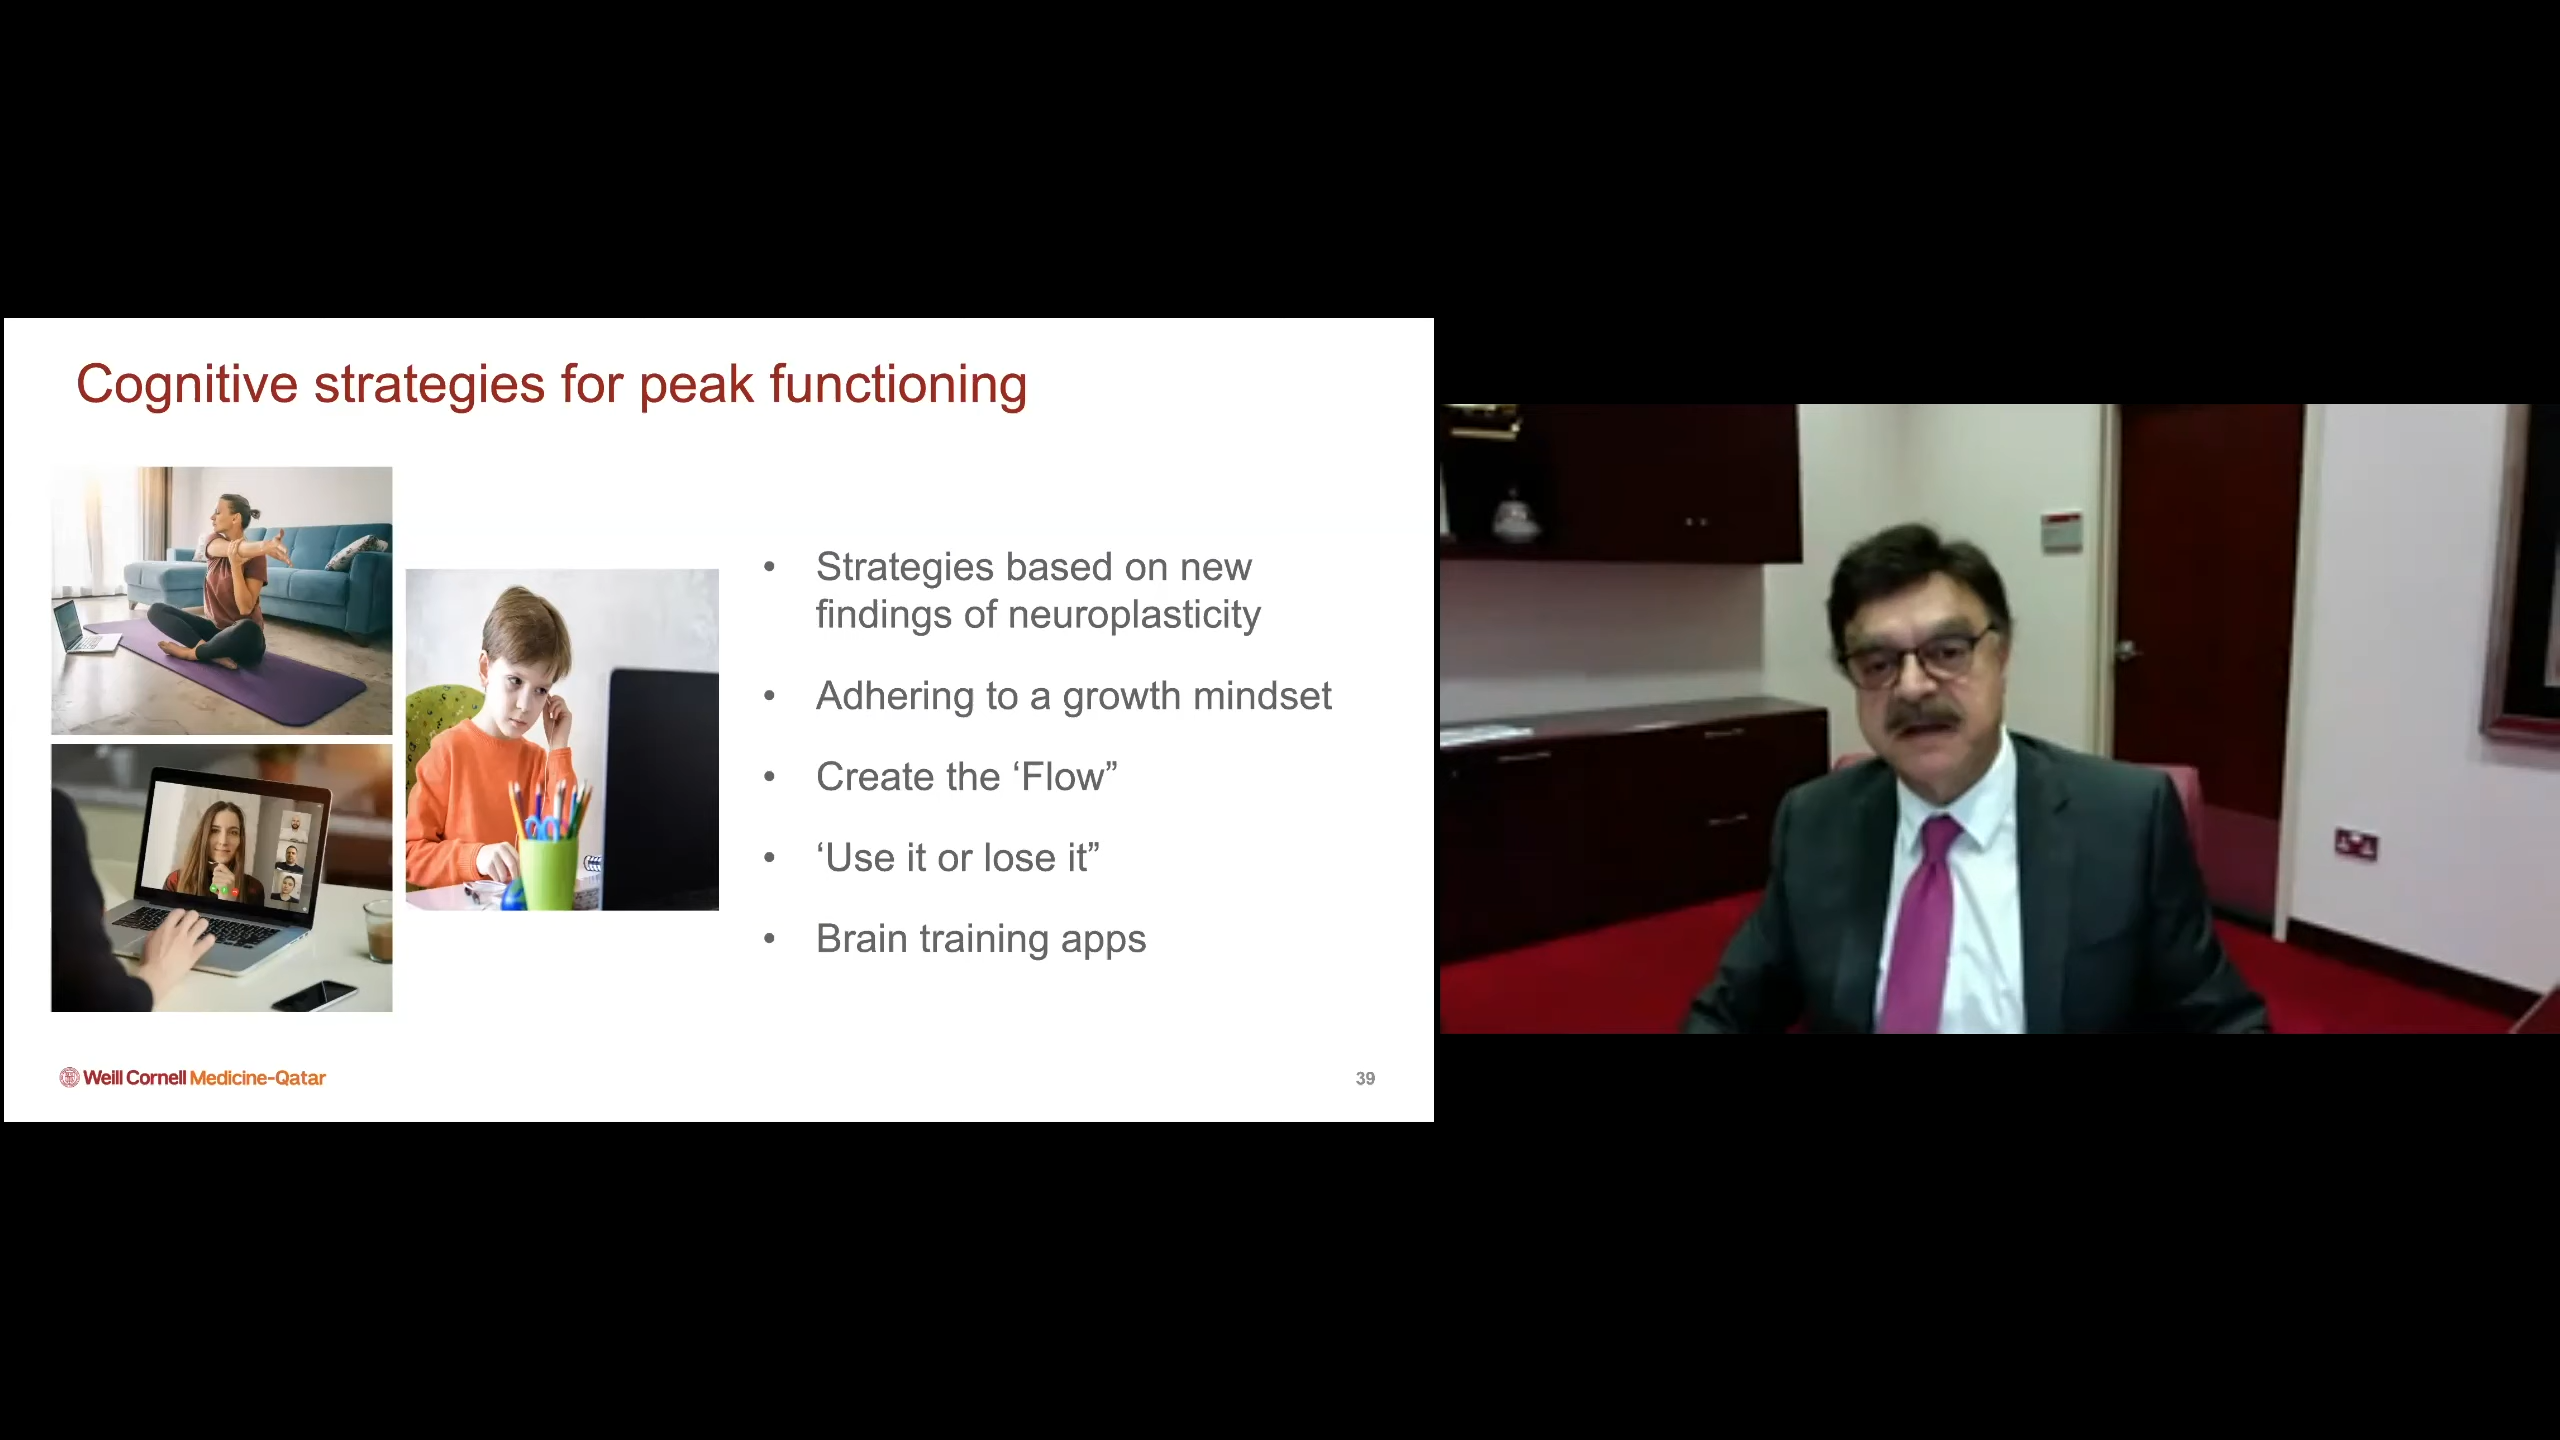 Cognitive strategies for peak functioning
• Strategies based on new
findings of neuroplasticity
• Adhering to a growth mindset
• Create the ‘Flow”
• ‘Use it or lose it”
• Brain training apps
Weill Cornell Medicine-Qatar
39